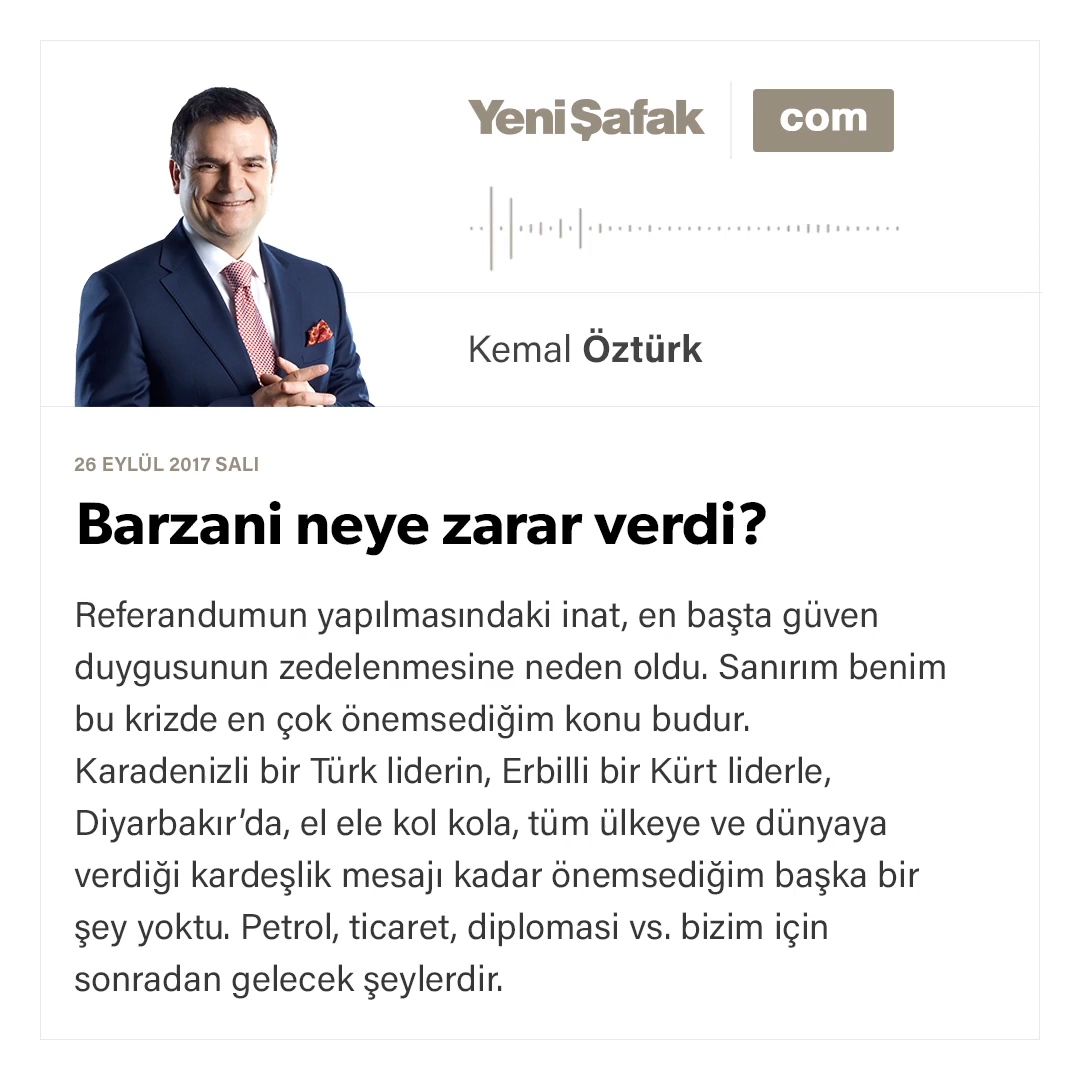 YeniŞafak com
Kemal Öztürk
26 EYLÜL 2017 SALI
Barzani neye zarar verdi?
Referandumun yapılmasındaki inat, en başta güven
duygusunun zedelenmesine neden oldu. Sanırım benim
bu krizde en çok önemsediğim konu budur.
Karadenizli bir Türk liderin, Erbilli bir Kürt liderle,
Diyarbakır’da, el ele kol kola, tüm ülkeye ve dünyaya
verdiği kardeşlik mesajı kadar önemsediğim başka bir
şey yoktu. Petrol, ticaret, diplomasi vs. bizim için
sonradan gelecek şeylerdir.